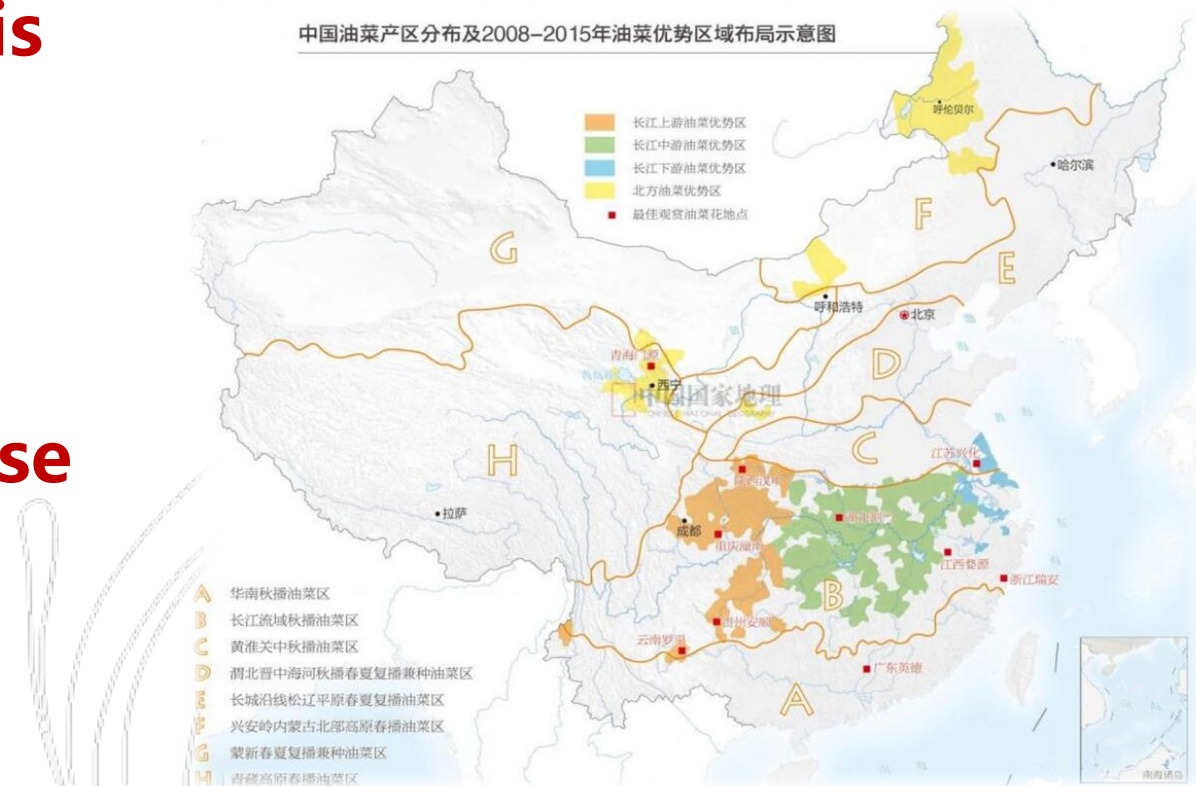 is
中国油菜产区分布及2008-2015年油菜优势区域布局示意图
长江上游油菜优势区
长江中游油菜优势区
长江下游油菜优势区
北方油菜优势区
最佳观赏油菜花地点
呼伦贝尔
哈尔滨
F
G
E
呼和浩特
北京
D
青海门源
西宁
中国国家地理
se
H
C
江苏兴化
拉萨
成都
重庆潼南
江西婺源
浙江瑞安
B
贵州安顺
云南罗平
广东英德
A
A 华南秋播油菜区
B 长江流域秋播油菜区
C 黄淮关中秋播油菜区
D 渭北晋中海河秋播春夏复播兼种油菜区
E 长城沿线松辽平原春夏复播油菜区
F 兴安岭内蒙古北部高原春播油菜区
G 蒙新春夏复播兼种油菜区
H 青藏高原春播油菜区
南海诸岛